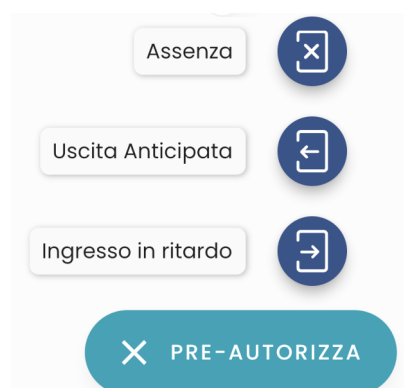 Assenza
Uscita Anticipata
Ingresso in ritardo
PRE-AUTORIZZA